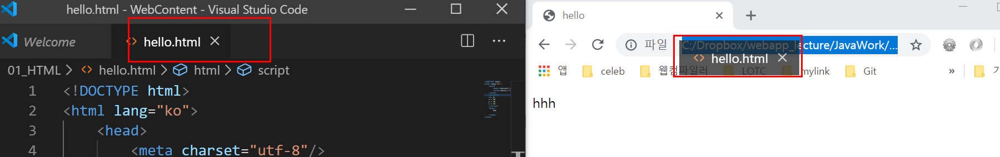 hello.html - WebContent - Visual Studio Code
Welcome
hello.html
01_HTML > hello.html > html > script
1 <!DOCTYPE html>
2 <html lang="ko">
3 <head>
4 <meta charset="utf-8"/>
hello
파일 C:/Dropbox/webapp_lecture/JavaWork/...
hello.html
앱 celeb 웹컴파일러 LOTC mylink Git »
hhh